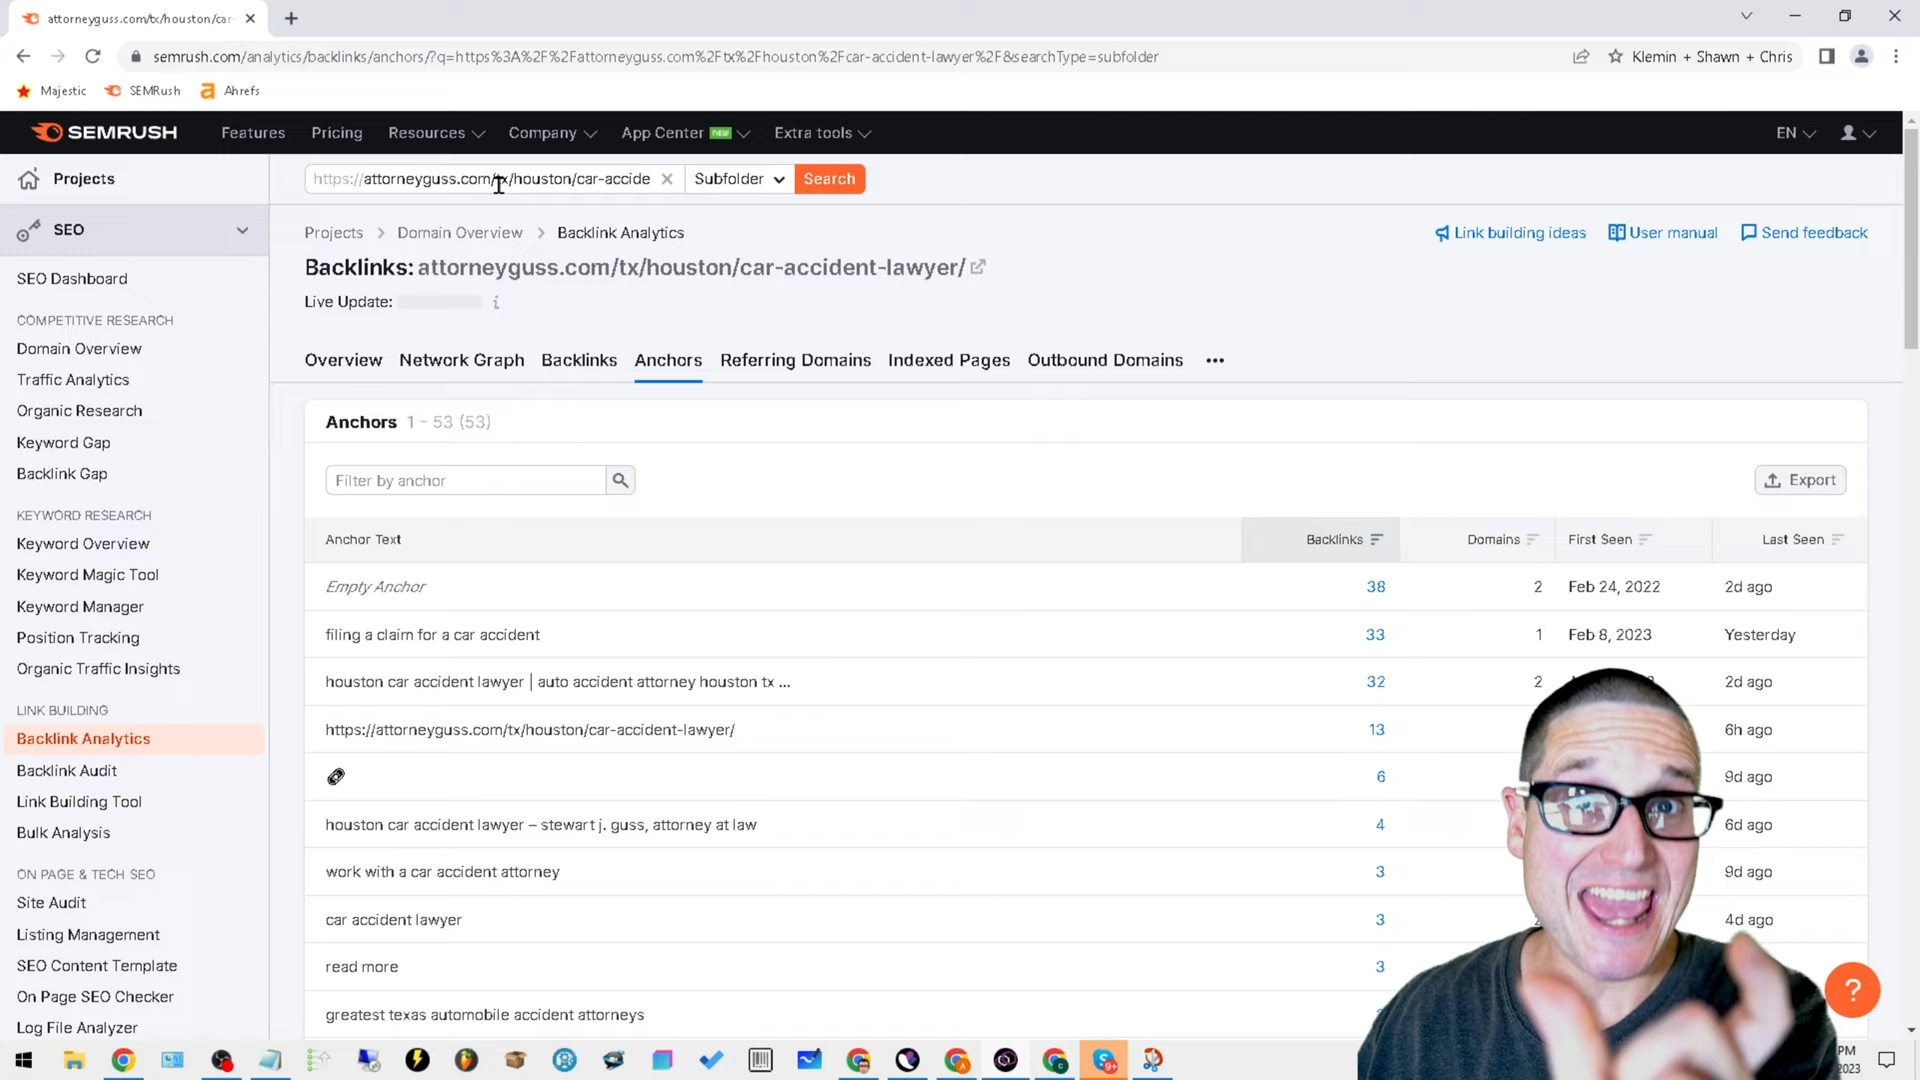 attorneyguss.com/tx/houston/car-
semrush.com/analytics/backlinks/anchors/?q=https%3A%2F%2Fattorneyguss.com%2Ftx%2Fhouston%2Fcar-accident-lawyer%2F&searchType=subfolder
Klemin + Shawn + Chris
Majestic SEMRush Ahrefs
SEMRUSH Features Pricing Resources Company App Center NEW Extra tools EN
Projects
https://attorneyguss.com/tx/houston/car-accide Subfolder Search
SEO
Projects > Domain Overview > Backlink Analytics
Link building ideas User manual Send feedback
Backlinks: attorneyguss.com/tx/houston/car-accident-lawyer/
Live Update: i
Overview Network Graph Backlinks Anchors Referring Domains Indexed Pages Outbound Domains •••
SEO Dashboard
COMPETITIVE RESEARCH
Domain Overview
Traffic Analytics
Organic Research
Keyword Gap
Backlink Gap
KEYWORD RESEARCH
Keyword Overview
Keyword Magic Tool
Keyword Manager
Position Tracking
Organic Traffic Insights
LINK BUILDING
Backlink Analytics
Backlink Audit
Link Building Tool
Bulk Analysis
ON PAGE & TECH SEO
Site Audit
Listing Management
SEO Content Template
On Page SEO Checker
Log File Analyzer
Anchors 1 - 53 (53)
Filter by anchor
Export
Anchor Text Backlinks Domains First Seen Last Seen
Empty Anchor 38 2 Feb 24, 2022 2d ago
filing a claim for a car accident 33 1 Feb 8, 2023 Yesterday
houston car accident lawyer | auto accident attorney houston tx ... 32 2 2d ago
https://attorneyguss.com/tx/houston/car-accident-lawyer/ 13 6h ago
6 9d ago
houston car accident lawyer – stewart j. guss, attorney at law 4 6d ago
work with a car accident attorney 3 9d ago
car accident lawyer 3 4d ago
read more 3
greatest texas automobile accident attorneys
?
9+
PM
2023